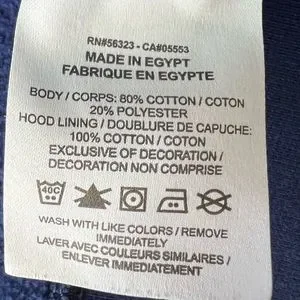 RN#56323 - CA#05553
MADE IN EGYPT
FABRIQUE EN EGYPTE
BODY / CORPS: 80% COTTON / COTON
20% POLYESTER
HOOD LINING / DOUBLURE DE CAPUCHE:
100% COTTON / COTON
EXCLUSIVE OF DECORATION /
DECORATION NON COMPRISE
40C
WASH WITH LIKE COLORS / REMOVE
IMMEDIATELY
LAVER AVEC COULEURS SIMILAIRES /
ENLEVER IMMEDIATEMENT